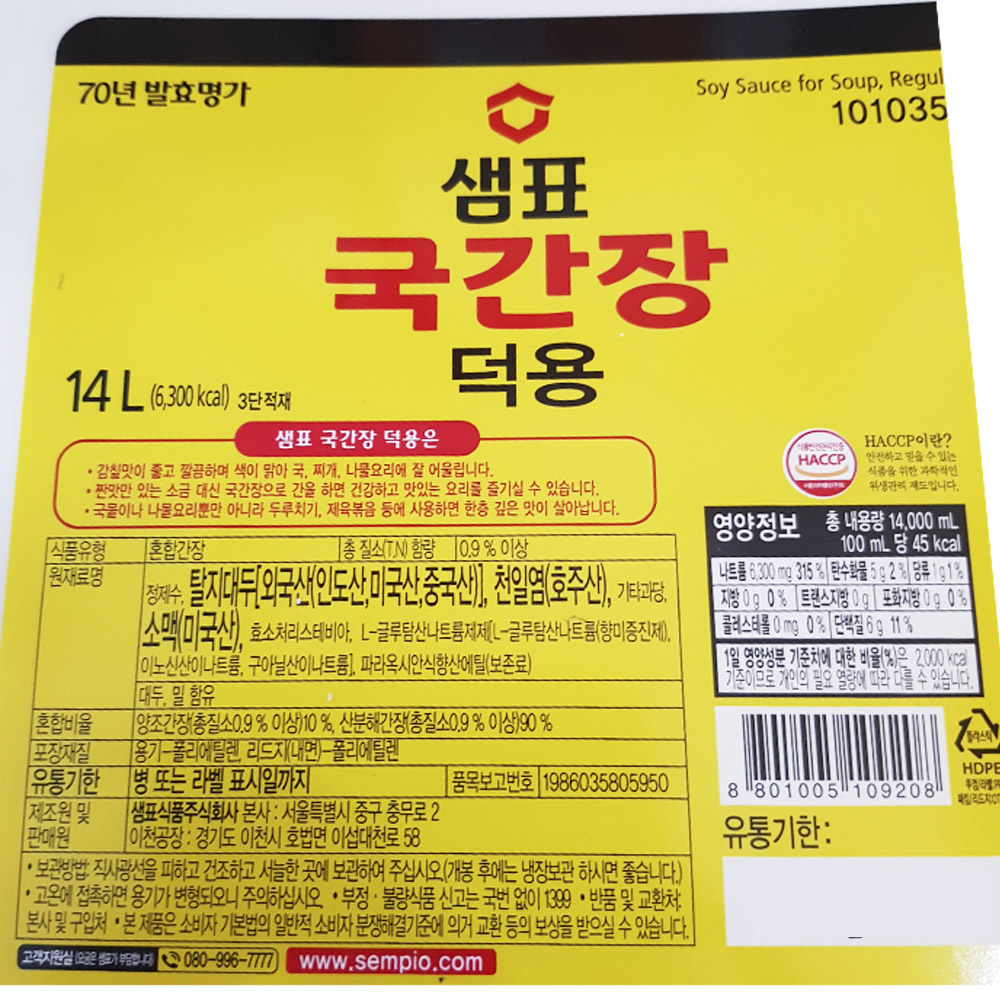 70년 발효명가
Soy Sauce for Soup, Regul
101035
샘표
국간장
덕용
14 L (6,300 kcal) 3단적재
샘표 국간장 덕용은
• 감칠맛이 좋고 깔끔하며 색이 맑아 국, 찌개, 나물요리에 잘 어울립니다.
• 짠맛만 있는 소금 대신 국간장으로 간을 하면 건강하고 맛있는 요리를 즐기실 수 있습니다.
• 국물이나 나물요리뿐만 아니라 두루치기, 제육볶음 등에 사용하면 한층 깊은 맛이 살아납니다.
식품안전관리인증
HACCP
HACCP이란?
안전하고 믿을 수 있는
식품을 위한 과학적인
위생관리 제도입니다.
식품유형 혼합간장 총 질소(T.N) 함량 0.9 % 이상
원재료명
정제수, 탈지대두[외국산(인도산,미국산,중국산)], 천일염(호주산), 기타과당,
소맥(미국산), 효소처리스테비아, L-글루탐산나트륨제제[L-글루탐산나트륨(향미증진제),
이노신산이나트륨, 구아닐산이나트륨], 파라옥시안식향산에틸(보존료)
대두, 밀 함유
혼합비율 양조간장(총질소0.9 % 이상)10 %, 산분해간장(총질소0.9 % 이상)90 %
포장재질 용기-폴리에틸렌, 리드지(내면)-폴리에틸렌
유통기한 병 또는 라벨 표시일까지 품목보고번호 1986035805950
제조원 및 샘표식품주식회사 본사 : 서울특별시 중구 충무로 2
판매원 이천공장 : 경기도 이천시 호법면 이섭대천로 58
• 보관방법: 직사광선을 피하고 건조하고 서늘한 곳에 보관하여 주십시오.(개봉 후에는 냉장보관 하시면 좋습니다.)
• 고온에 접촉하면 용기가 변형되오니 주의하십시오. • 부정 · 불량식품 신고는 국번 없이 1399 • 반품 및 교환처:
본사 및 구입처 • 본 제품은 소비자 기본법의 일반적 소비자 분쟁해결기준에 의거 교환 등의 보상을 받으실 수 있습니다.
고객지원실 (요금은 샘표가 부담합니다) 080-996-7777 www.sempio.com
영양정보 총 내용량 14,000 mL
100 mL 당 45 kcal
나트륨 6,300 mg 315 % 탄수화물 5 g 2 % 당류 1 g 1 %
지방 0 g 0 % 트랜스지방 0 g 포화지방 0 g 0 %
콜레스테롤 0 mg 0 % 단백질 6 g 11 %
1일 영양성분 기준치에 대한 비율(%)은 2,000 kcal
기준이므로 개인의 필요 열량에 따라 다를 수 있습니다.
8 801005 109208
플라스틱
HDPE
유통기한: